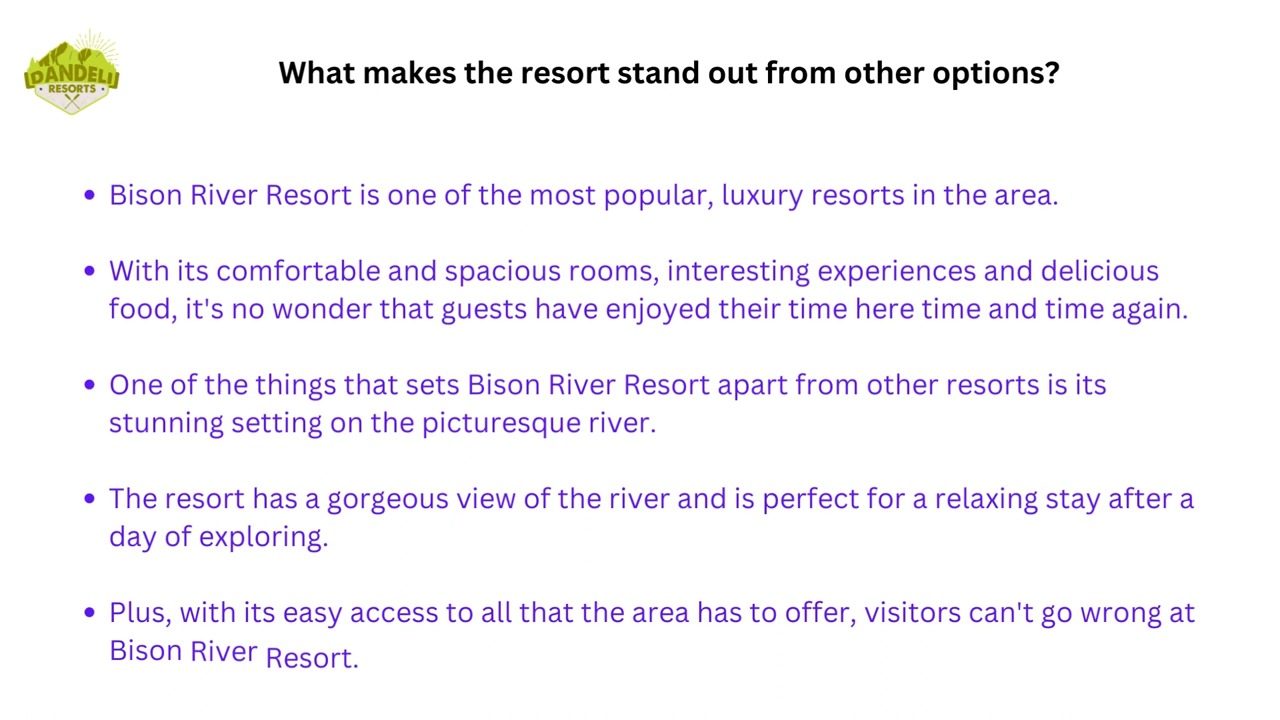 DANDELI
RESORTS
What makes the resort stand out from other options?
• Bison River Resort is one of the most popular, luxury resorts in the area.
• With its comfortable and spacious rooms, interesting experiences and delicious
food, it's no wonder that guests have enjoyed their time here time and time again.
• One of the things that sets Bison River Resort apart from other resorts is its
stunning setting on the picturesque river.
• The resort has a gorgeous view of the river and is perfect for a relaxing stay after a
day of exploring.
• Plus, with its easy access to all that the area has to offer, visitors can't go wrong at
Bison River Resort.